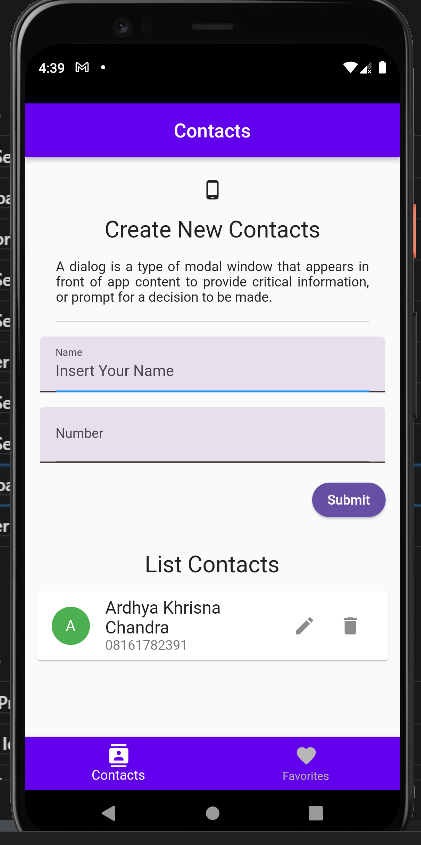 4:39
Contacts
Create New Contacts
A dialog is a type of modal window that appears in
front of app content to provide critical information,
or prompt for a decision to be made.
Name
Insert Your Name
Number
Submit
List Contacts
A
Ardhya Khrisna
Chandra
08161782391
Contacts
Favorites